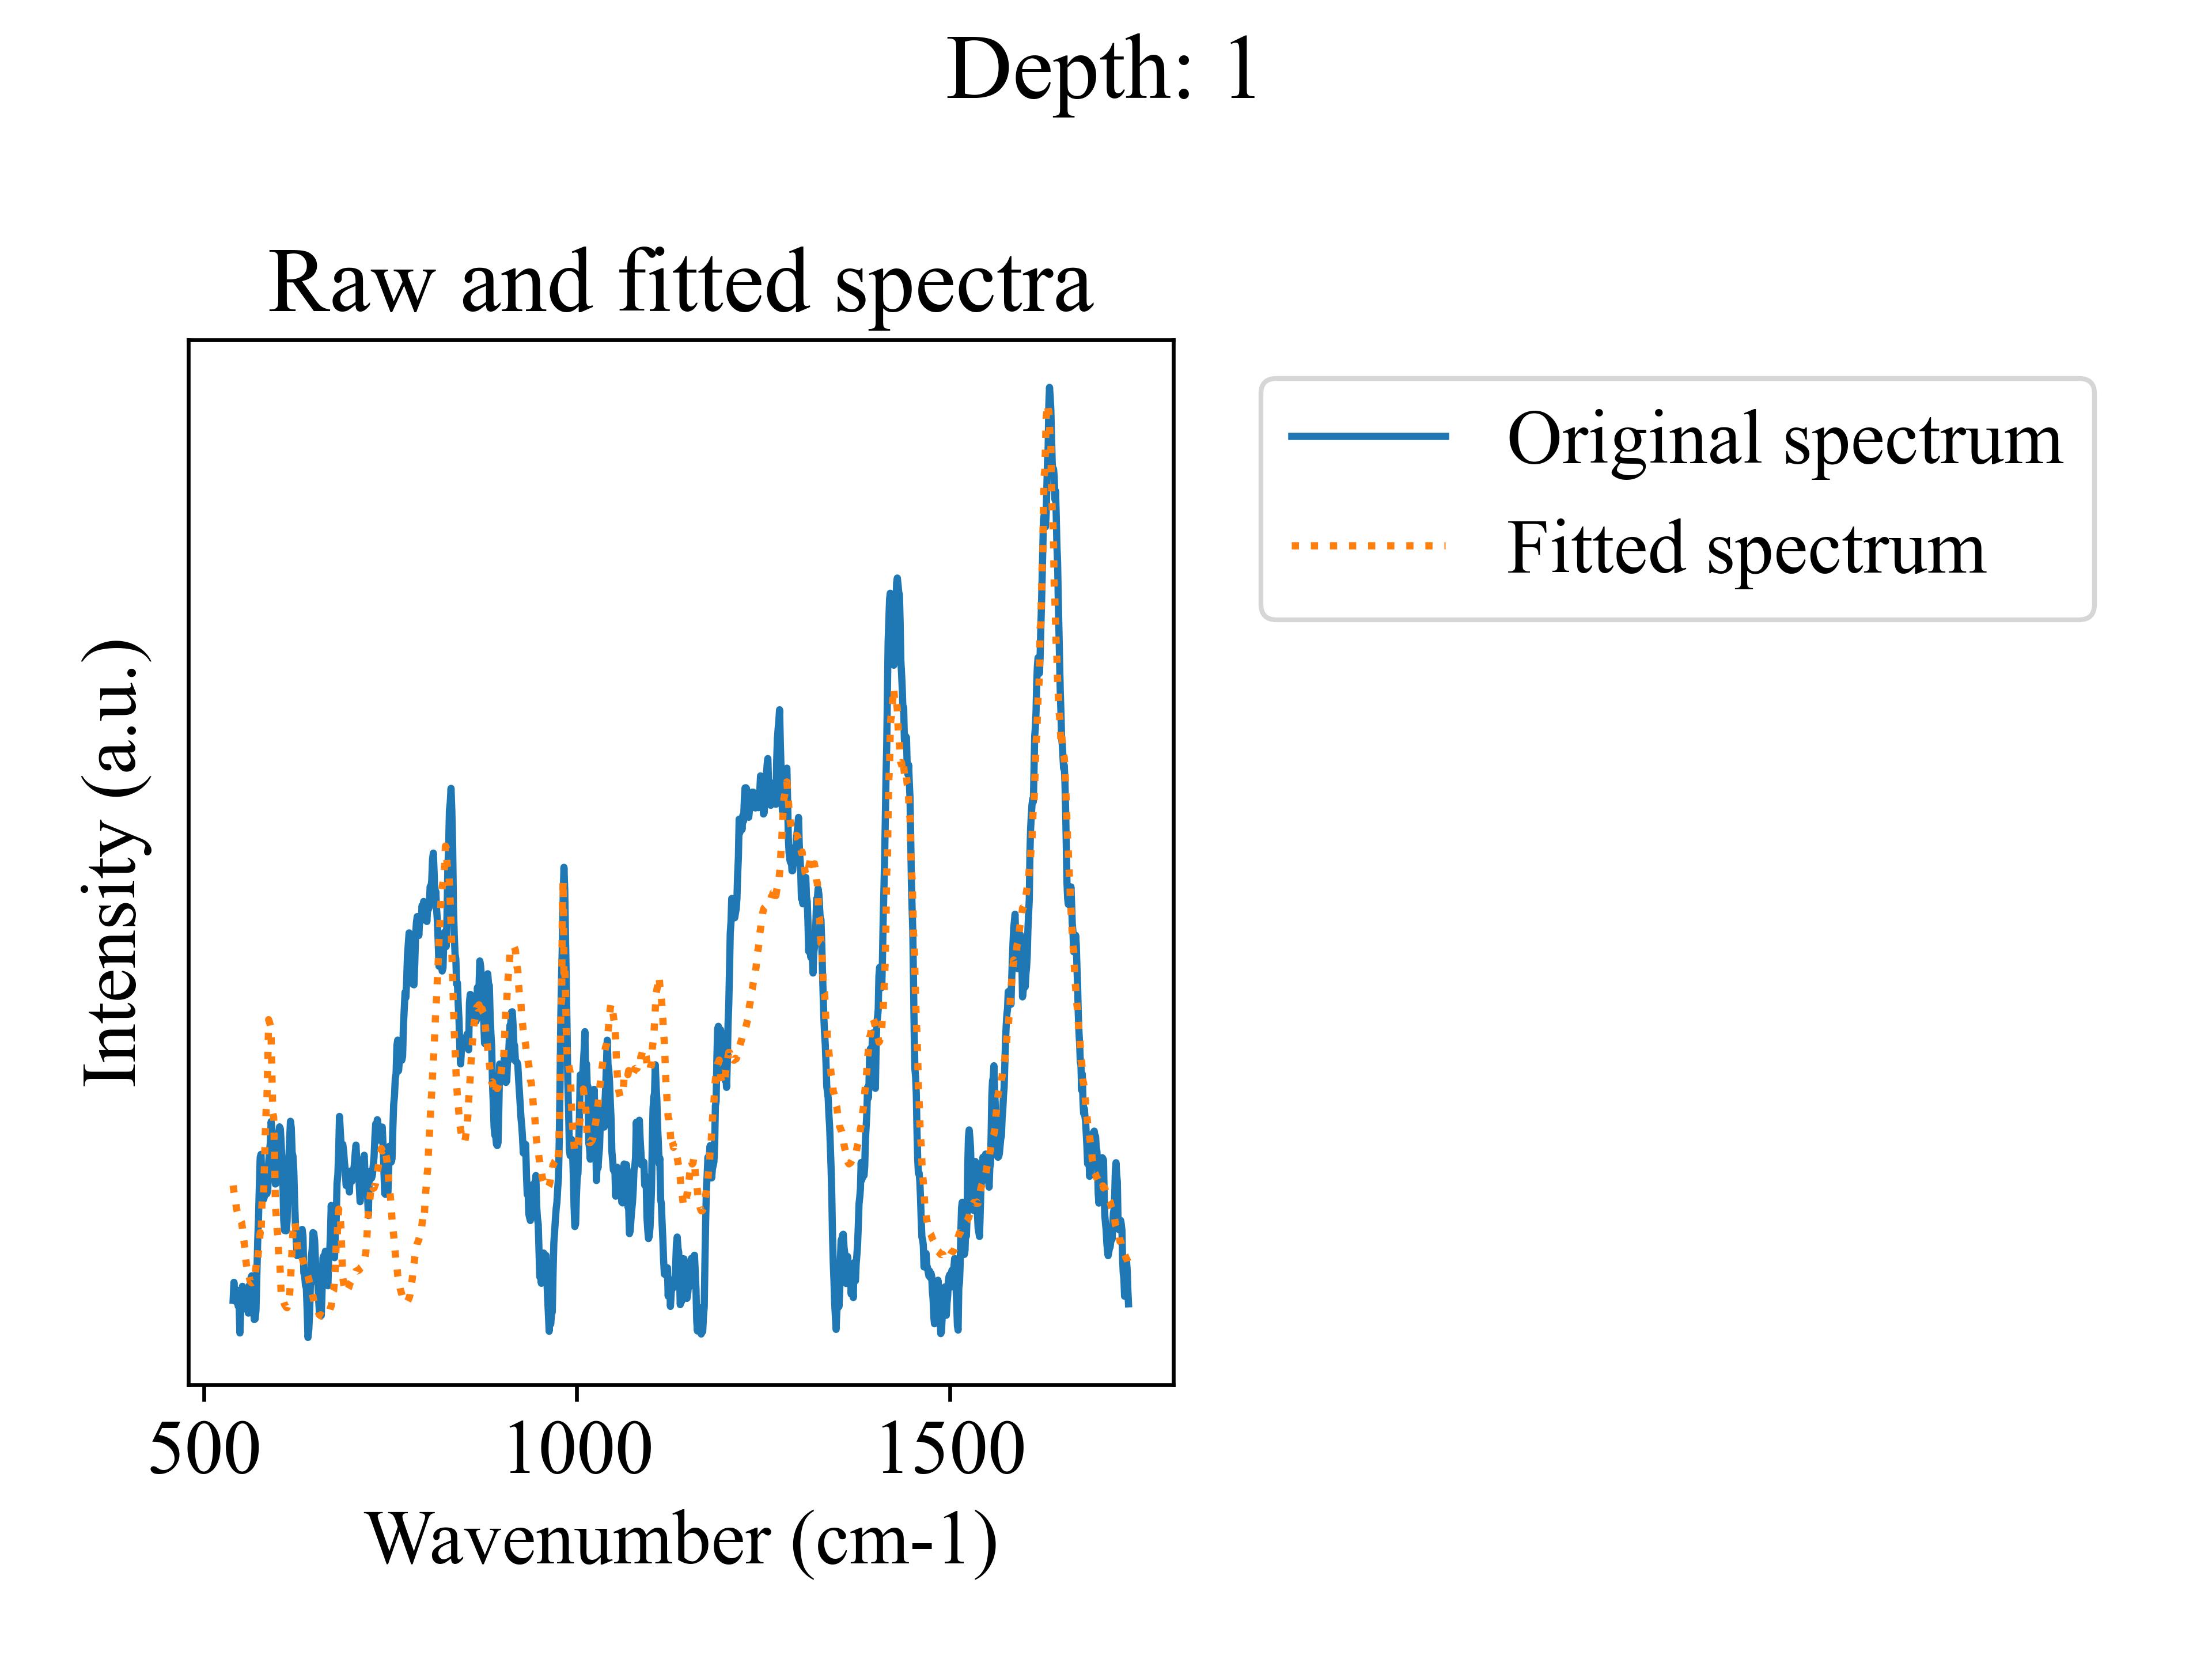 Depth: 1
Raw and fitted spectra
Original spectrum
Fitted spectrum
Intensity (a.u.)
500 1000 1500
Wavenumber (cm-1)